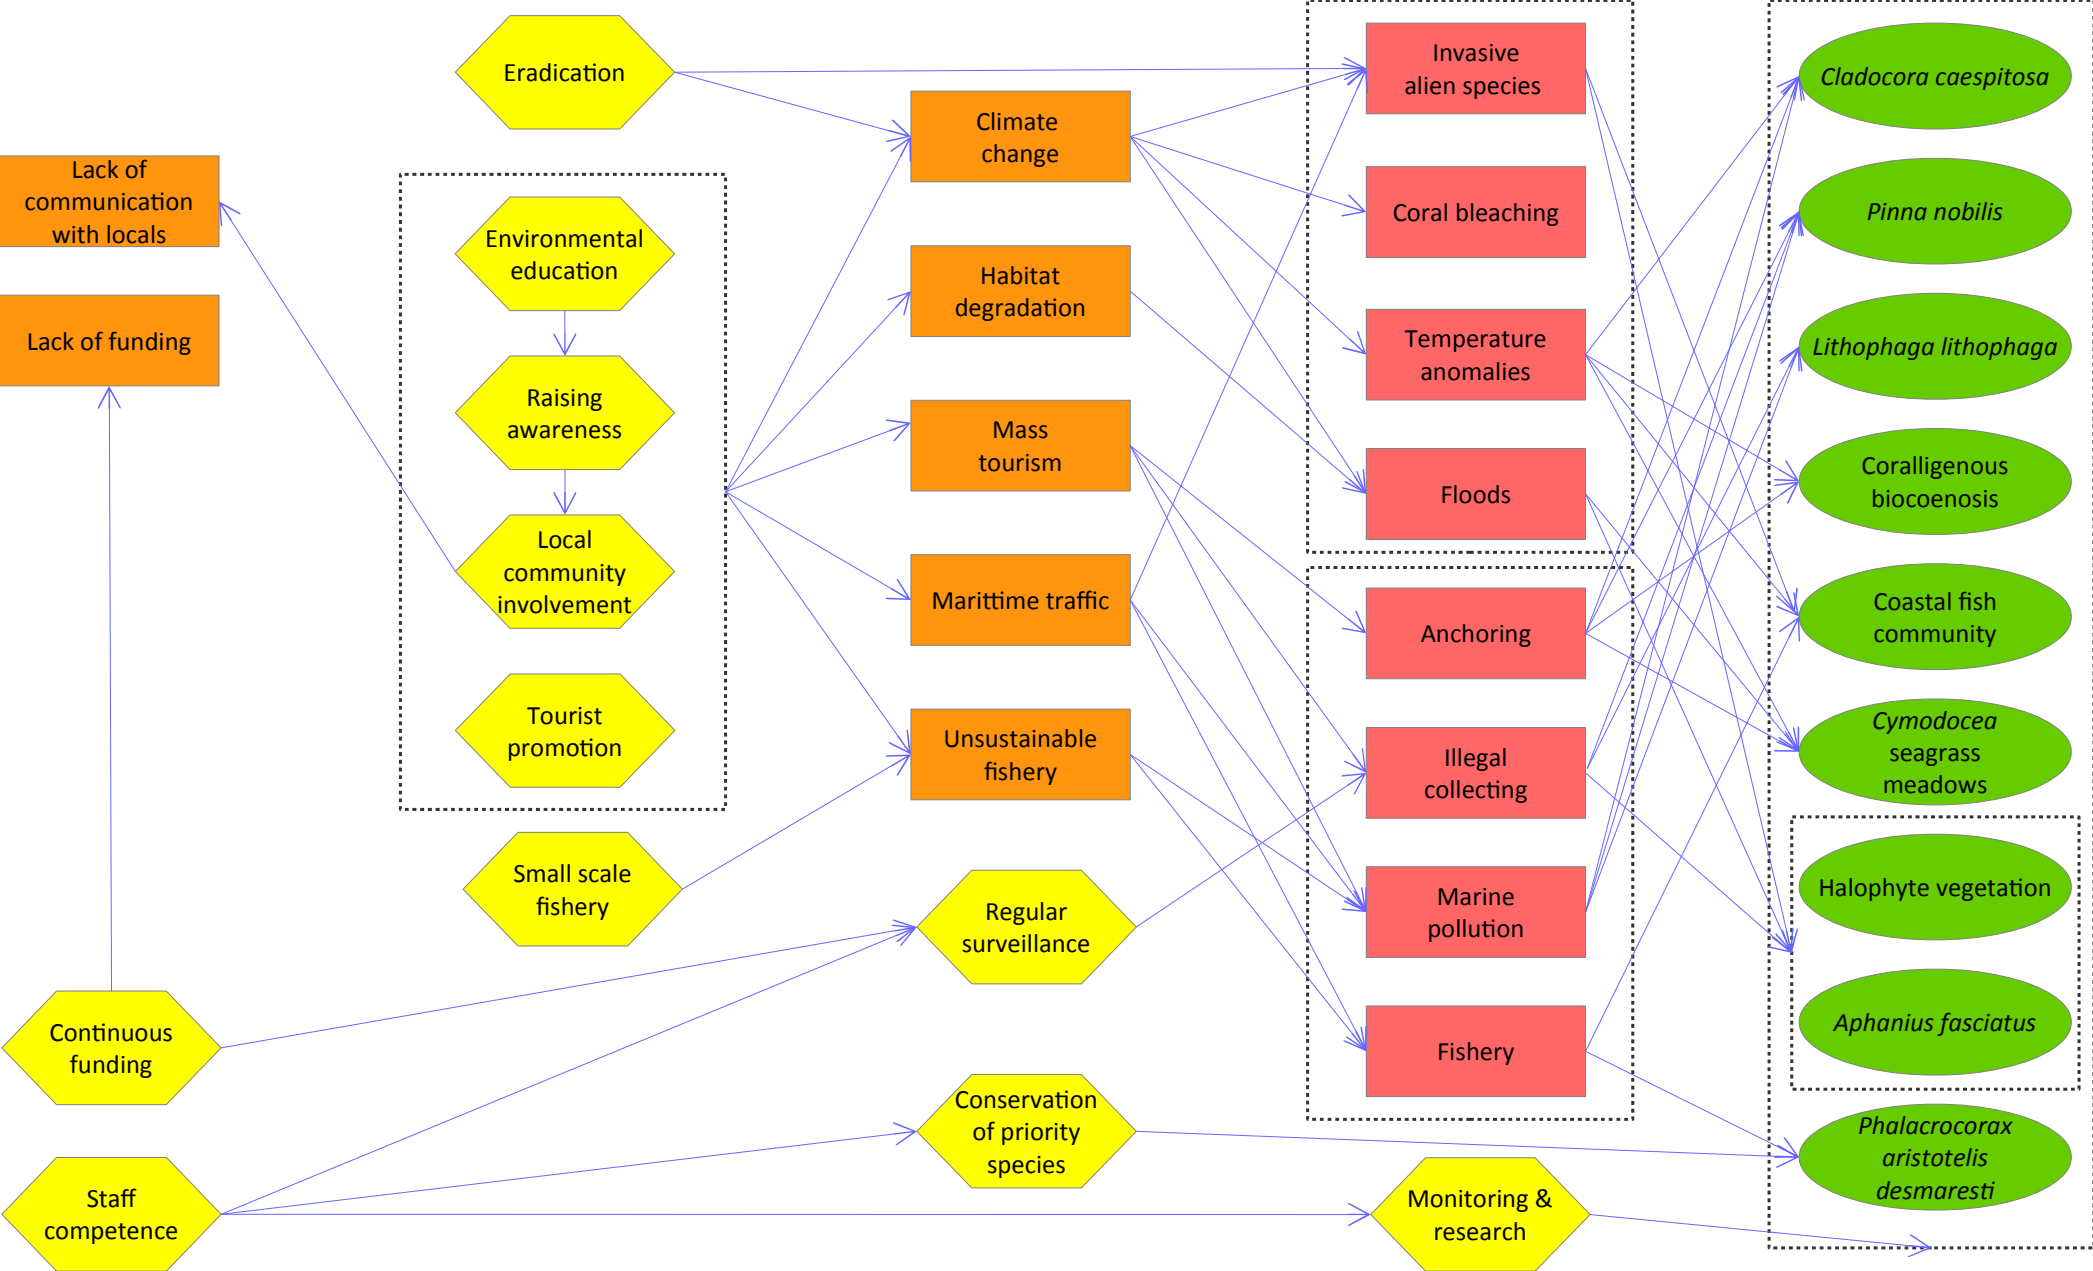 Eradication
Lack of
communication
with locals
Lack of funding
Environmental
education
Raising
awareness
Local
community
involvement
Tourist
promotion
Small scale
fishery
Continuous
funding
Staff
competence
Climate
change
Habitat
degradation
Mass
tourism
Marittime traffic
Unsustainable
fishery
Regular
surveillance
Conservation
of priority
species
Invasive
alien species
Coral bleaching
Temperature
anomalies
Floods
Anchoring
Illegal
collecting
Marine
pollution
Fishery
Monitoring &
research
Cladocora caespitosa
Pinna nobilis
Lithophaga lithophaga
Coralligenous
biocoenosis
Coastal fish
community
Cymodocea
seagrass
meadows
Halophyte vegetation
Aphanius fasciatus
Phalacrocorax
aristotelis
desmaresti